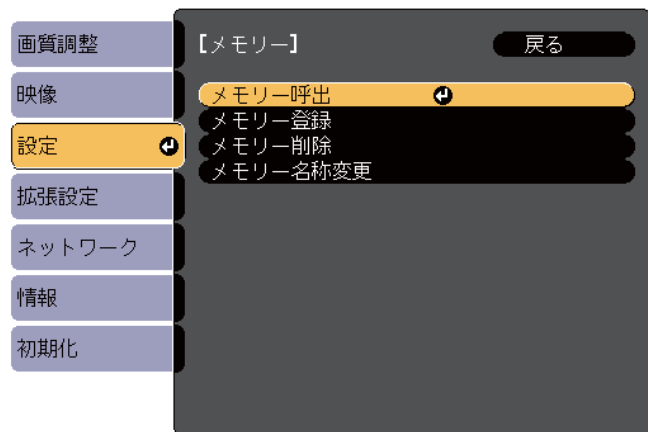 画質調整
映像
設定
拡張設定
ネットワーク
情報
初期化
【メモリー】
戻る
メモリー呼出
メモリー登録
メモリー削除
メモリー名称変更